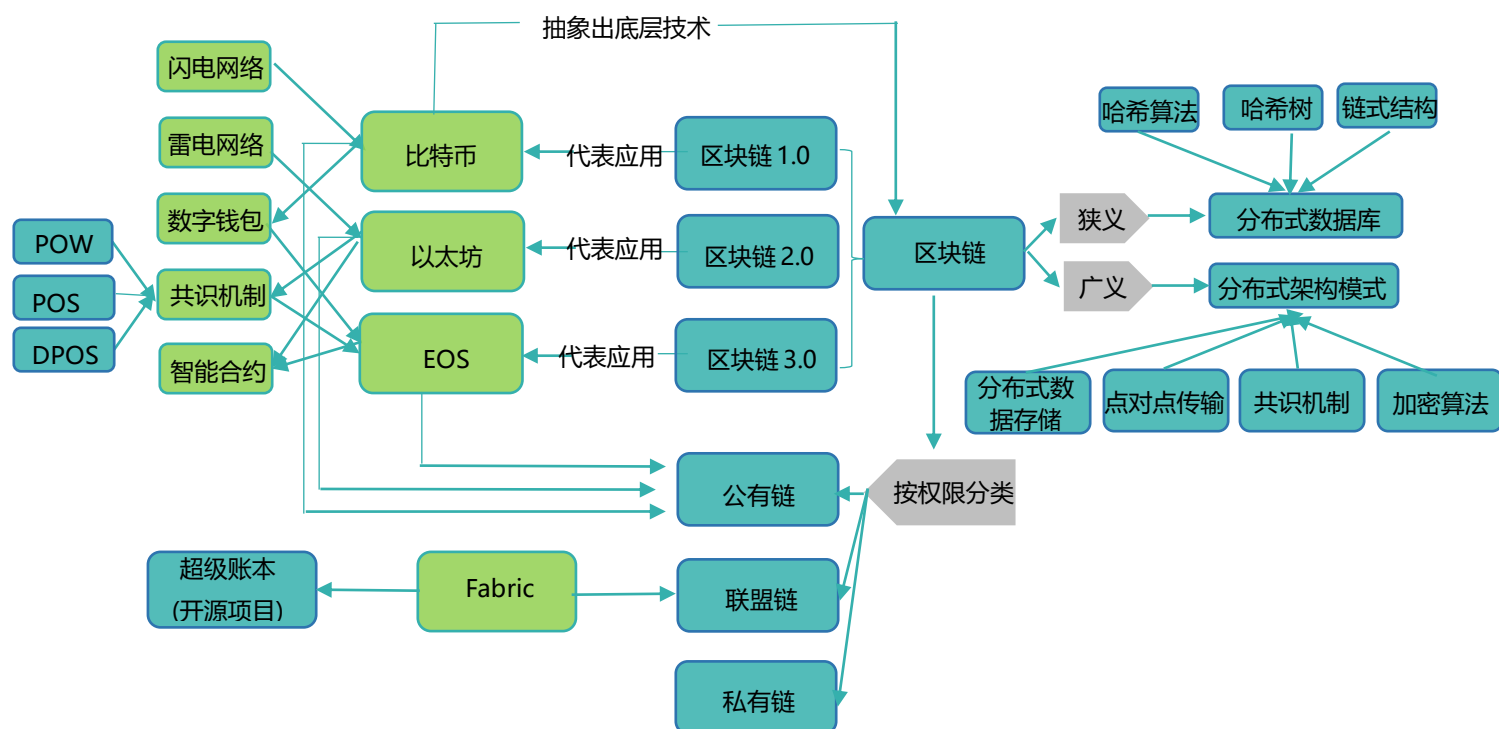 抽象出底层技术
闪电网络
雷电网络
数字钱包
共识机制
智能合约
POW
POS
DPOS
比特币
以太坊
EOS
代表应用
代表应用
代表应用
区块链 1.0
区块链 2.0
区块链 3.0
区块链
狭义
广义
哈希算法
哈希树
链式结构
分布式数据库
分布式架构模式
分布式数
据存储
点对点传输
共识机制
加密算法
公有链
按权限分类
超级账本
(开源项目)
Fabric
联盟链
私有链